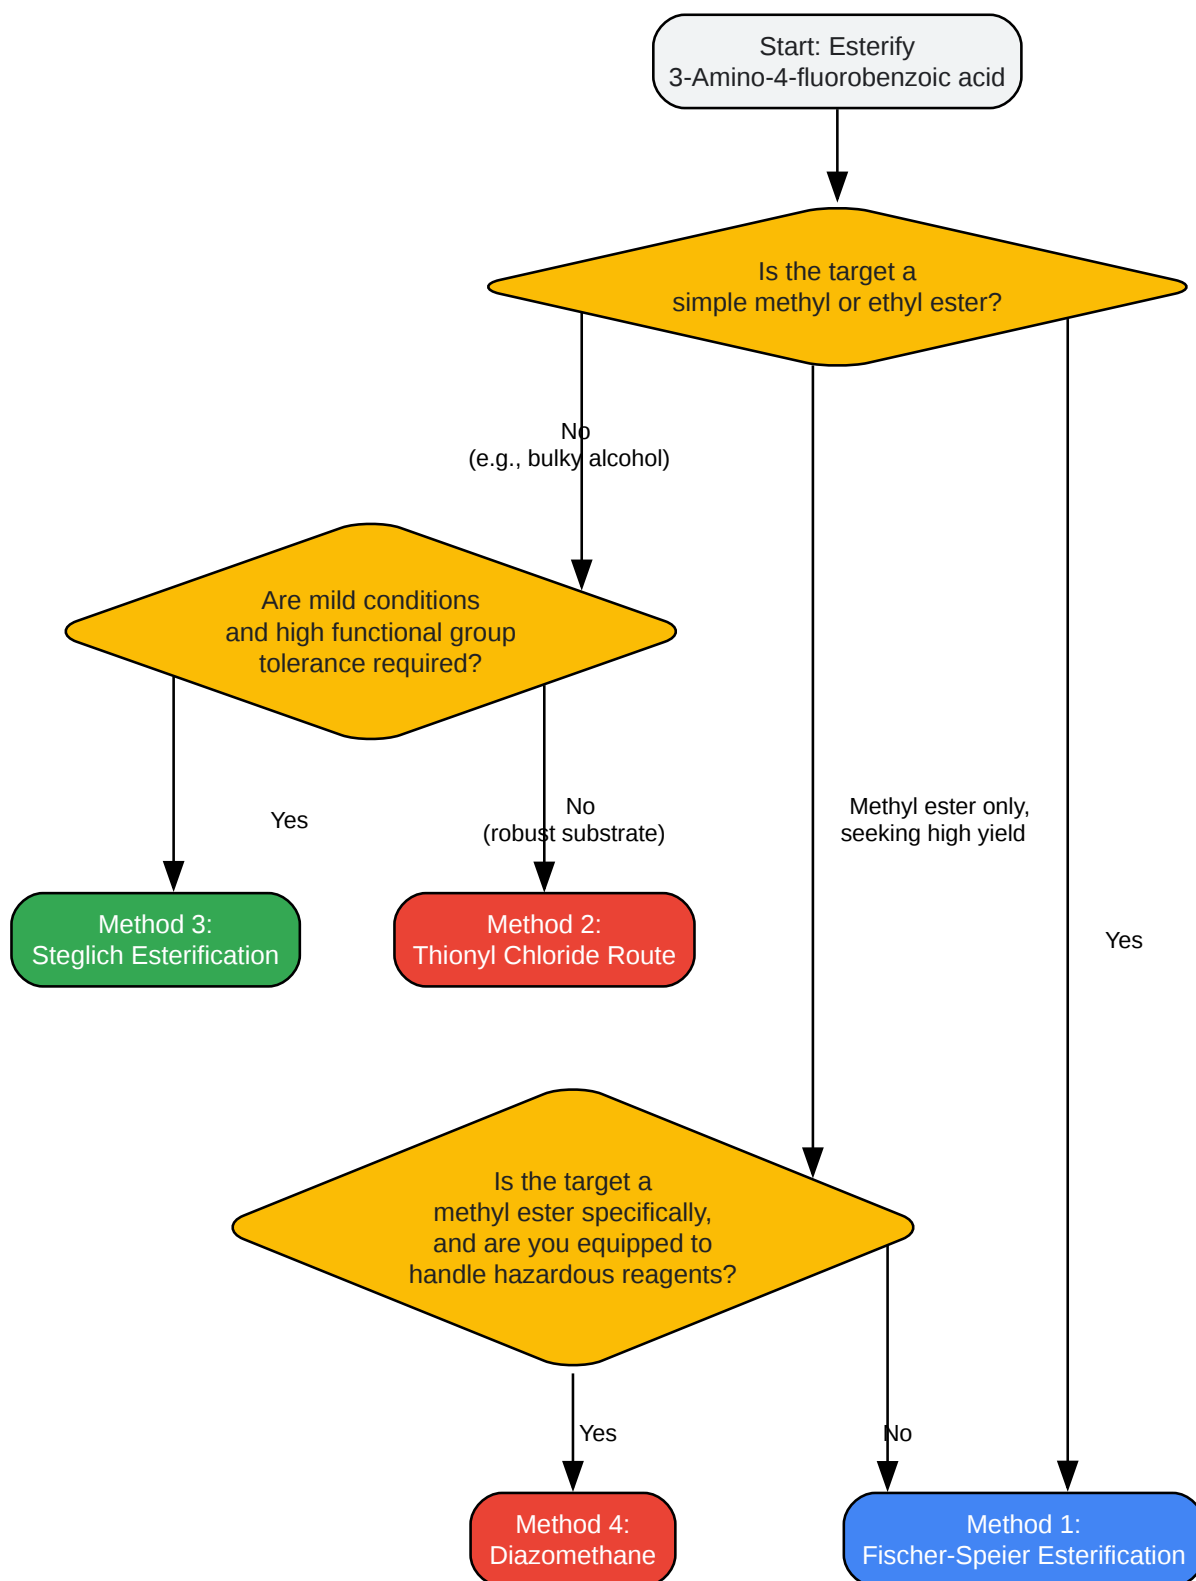 Start: Esterify
3-Amino-4-fluorobenzoic acid
Is the target a
simple methyl or ethyl ester?
No
(e.g., bulky alcohol)
Are mild conditions
and high functional group
tolerance required?
Yes
No
(robust substrate)
Methyl ester only,
seeking high yield
Yes
Method 3:
Steglich Esterification
Method 2:
Thionyl Chloride Route
Is the target a
methyl ester specifically,
and are you equipped to
handle hazardous reagents?
Yes
No
Method 4:
Diazomethane
Method 1:
Fischer-Speier Esterification